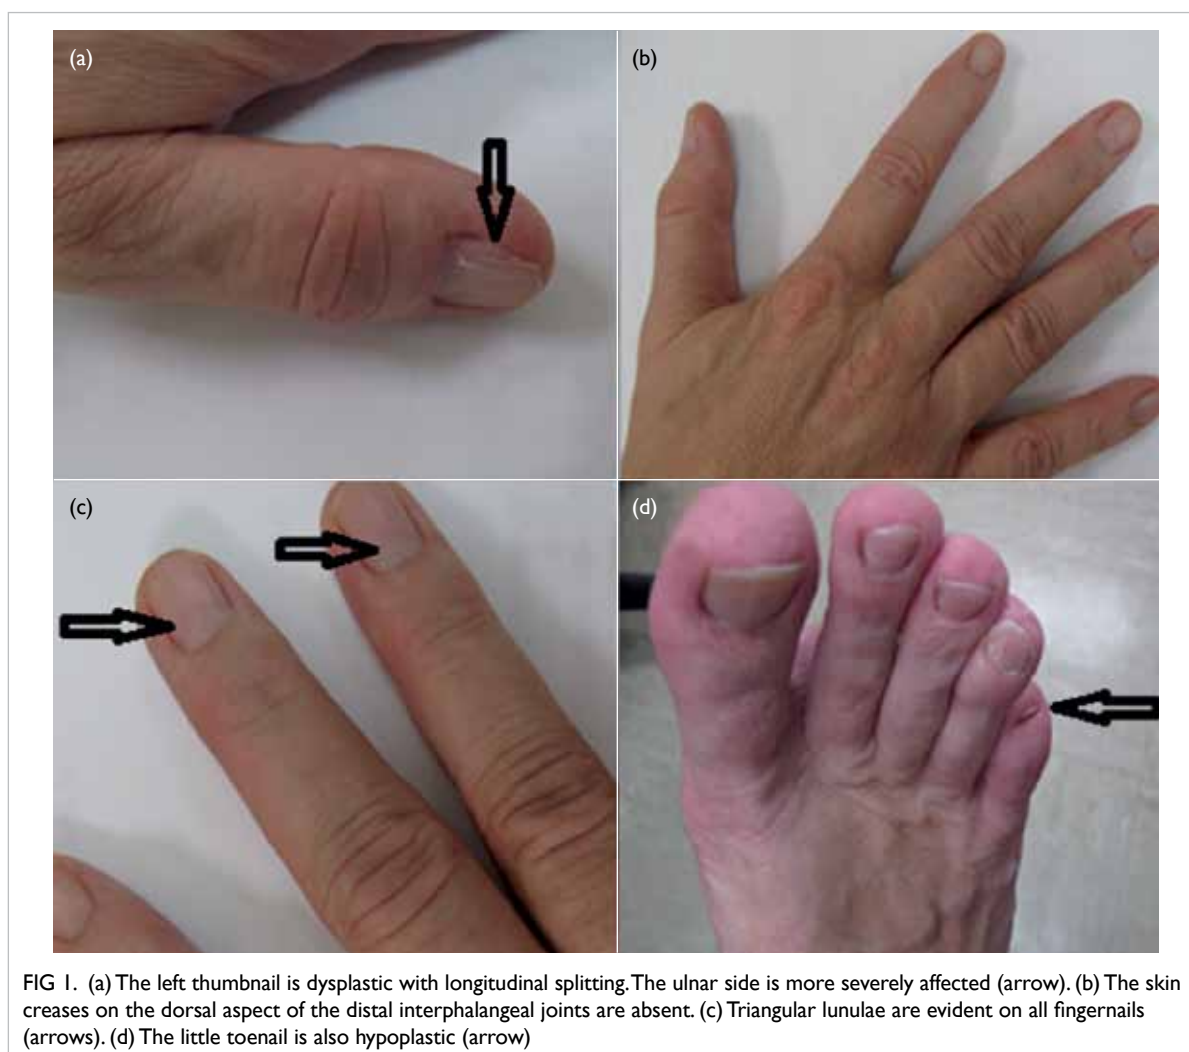 (a)
(b)
(c)
(d)
FIG 1. (a) The left thumbnail is dysplastic with longitudinal splitting. The ulnar side is more severely affected (arrow). (b) The skin
creases on the dorsal aspect of the distal interphalangeal joints are absent. (c) Triangular lunulae are evident on all fingernails
(arrows). (d) The little toenail is also hypoplastic (arrow)